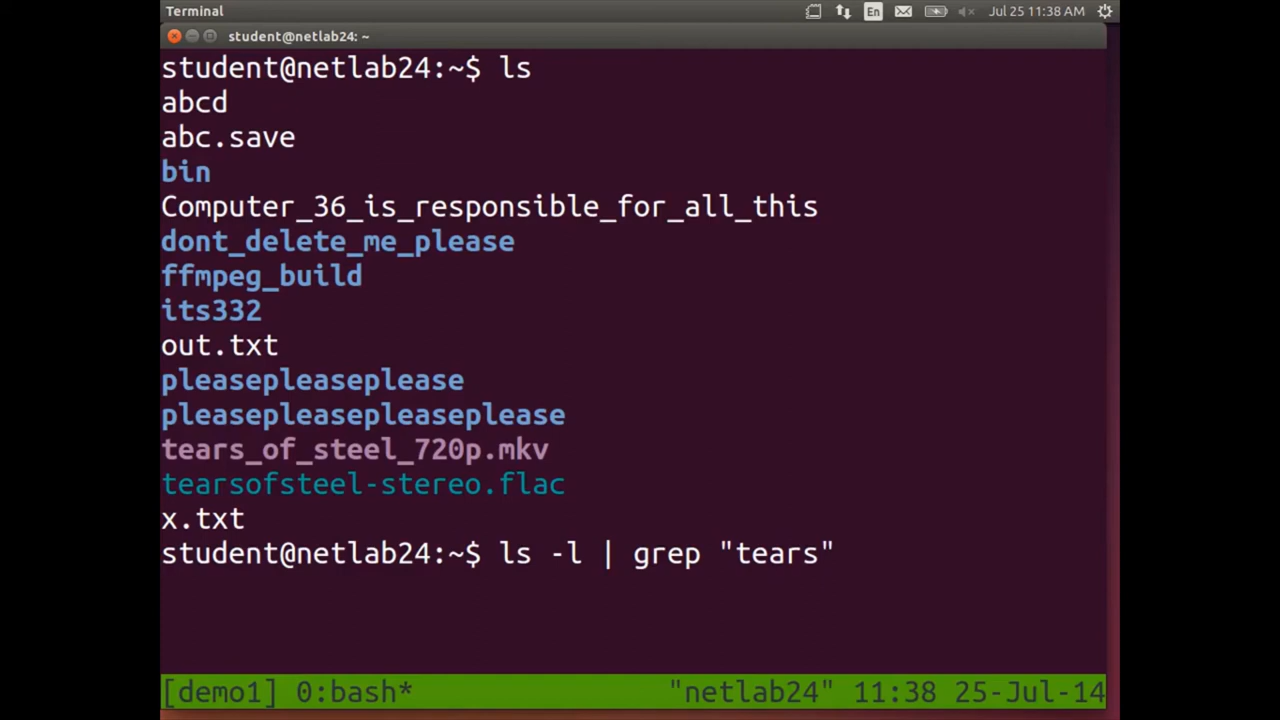 Terminal En Jul 25 11:38 AM
student@netlab24: ~
student@netlab24:~$ ls
abcd
abc.save
bin
Computer_36_is_responsible_for_all_this
dont_delete_me_please
ffmpeg_build
its332
out.txt
pleasepleaseplease
pleasepleasepleaseplease
tears_of_steel_720p.mkv
tearsofsteel-stereo.flac
x.txt
student@netlab24:~$ ls -l | grep "tears"
[demo1] 0:bash* "netlab24" 11:38 25-Jul-14